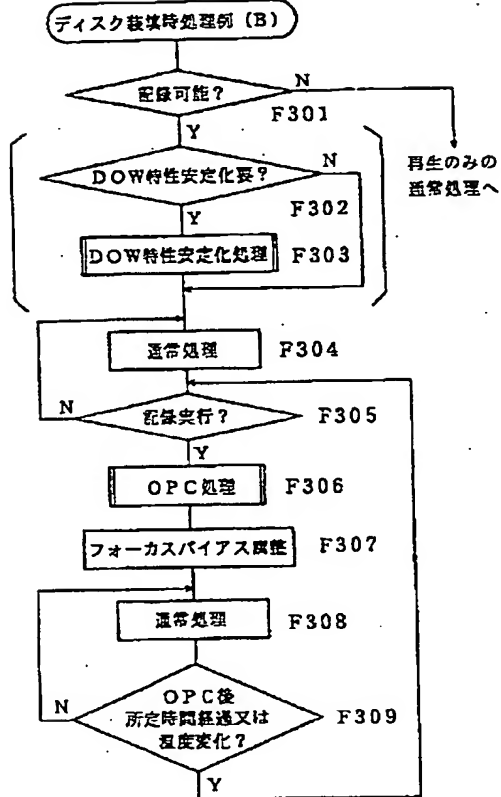 ディスク装填時処理例（B）
記録可能？
N
F301
Y
再生のみの
通常処理へ
DOW特性安定化要？
N
F302
Y
DOW特性安定化処理
F303
通常処理
F304
N
記録実行？
F305
Y
OPC処理
F306
フォーカスバイアス調整
F307
通常処理
F308
N
OPC後
所定時間経過又は
温度変化？
F309
Y